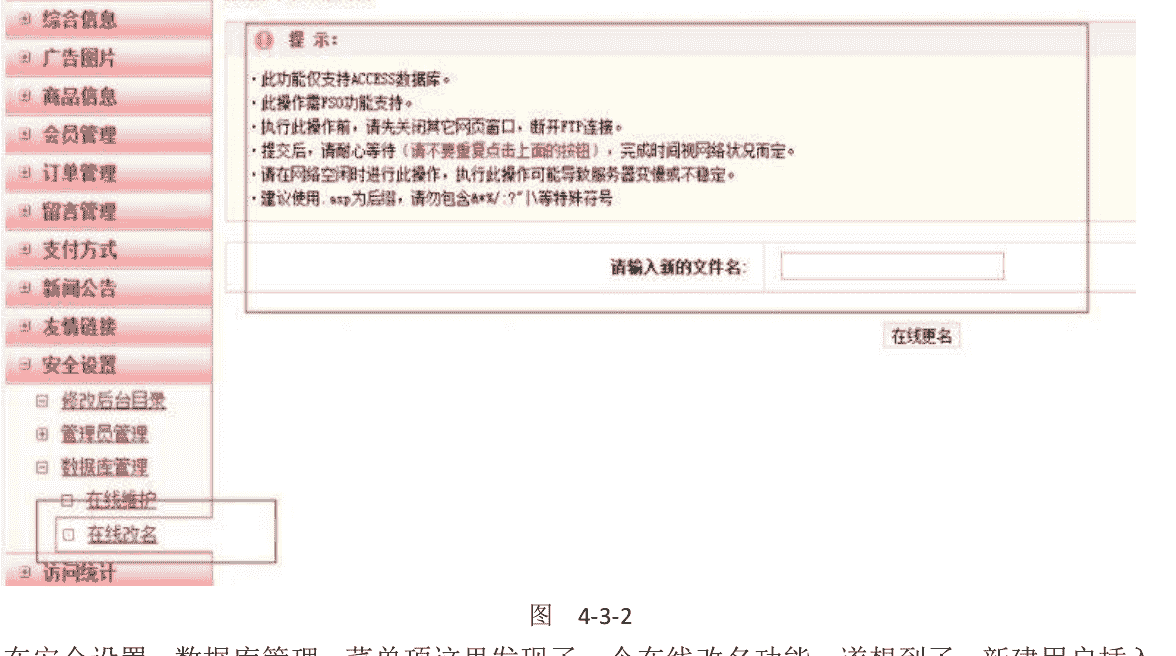 综合信息
广告图片
商品信息
会员管理
订单管理
留言管理
支付方式
新闻公告
友情链接
安全设置
修改后台目录
管理员管理
数据库管理
在线维护
在线改名
访问统计
提 示:
·此功能仅支持ACCESS数据库。
·此操作需FSO功能支持。
·执行此操作前，请先关闭其它网页窗口，断开FTP连接。
·提交后，请耐心等待（请不要重复点击上面的按钮），完成时间视网络状况而定。
·请在网络空闲时进行此操作，执行此操作可能导致服务器变慢或不稳定。
·建议使用.asp为后缀，请勿包含&*%/:?"|\等特殊符号
请输入新的文件名:
在线更名
图 4-3-2